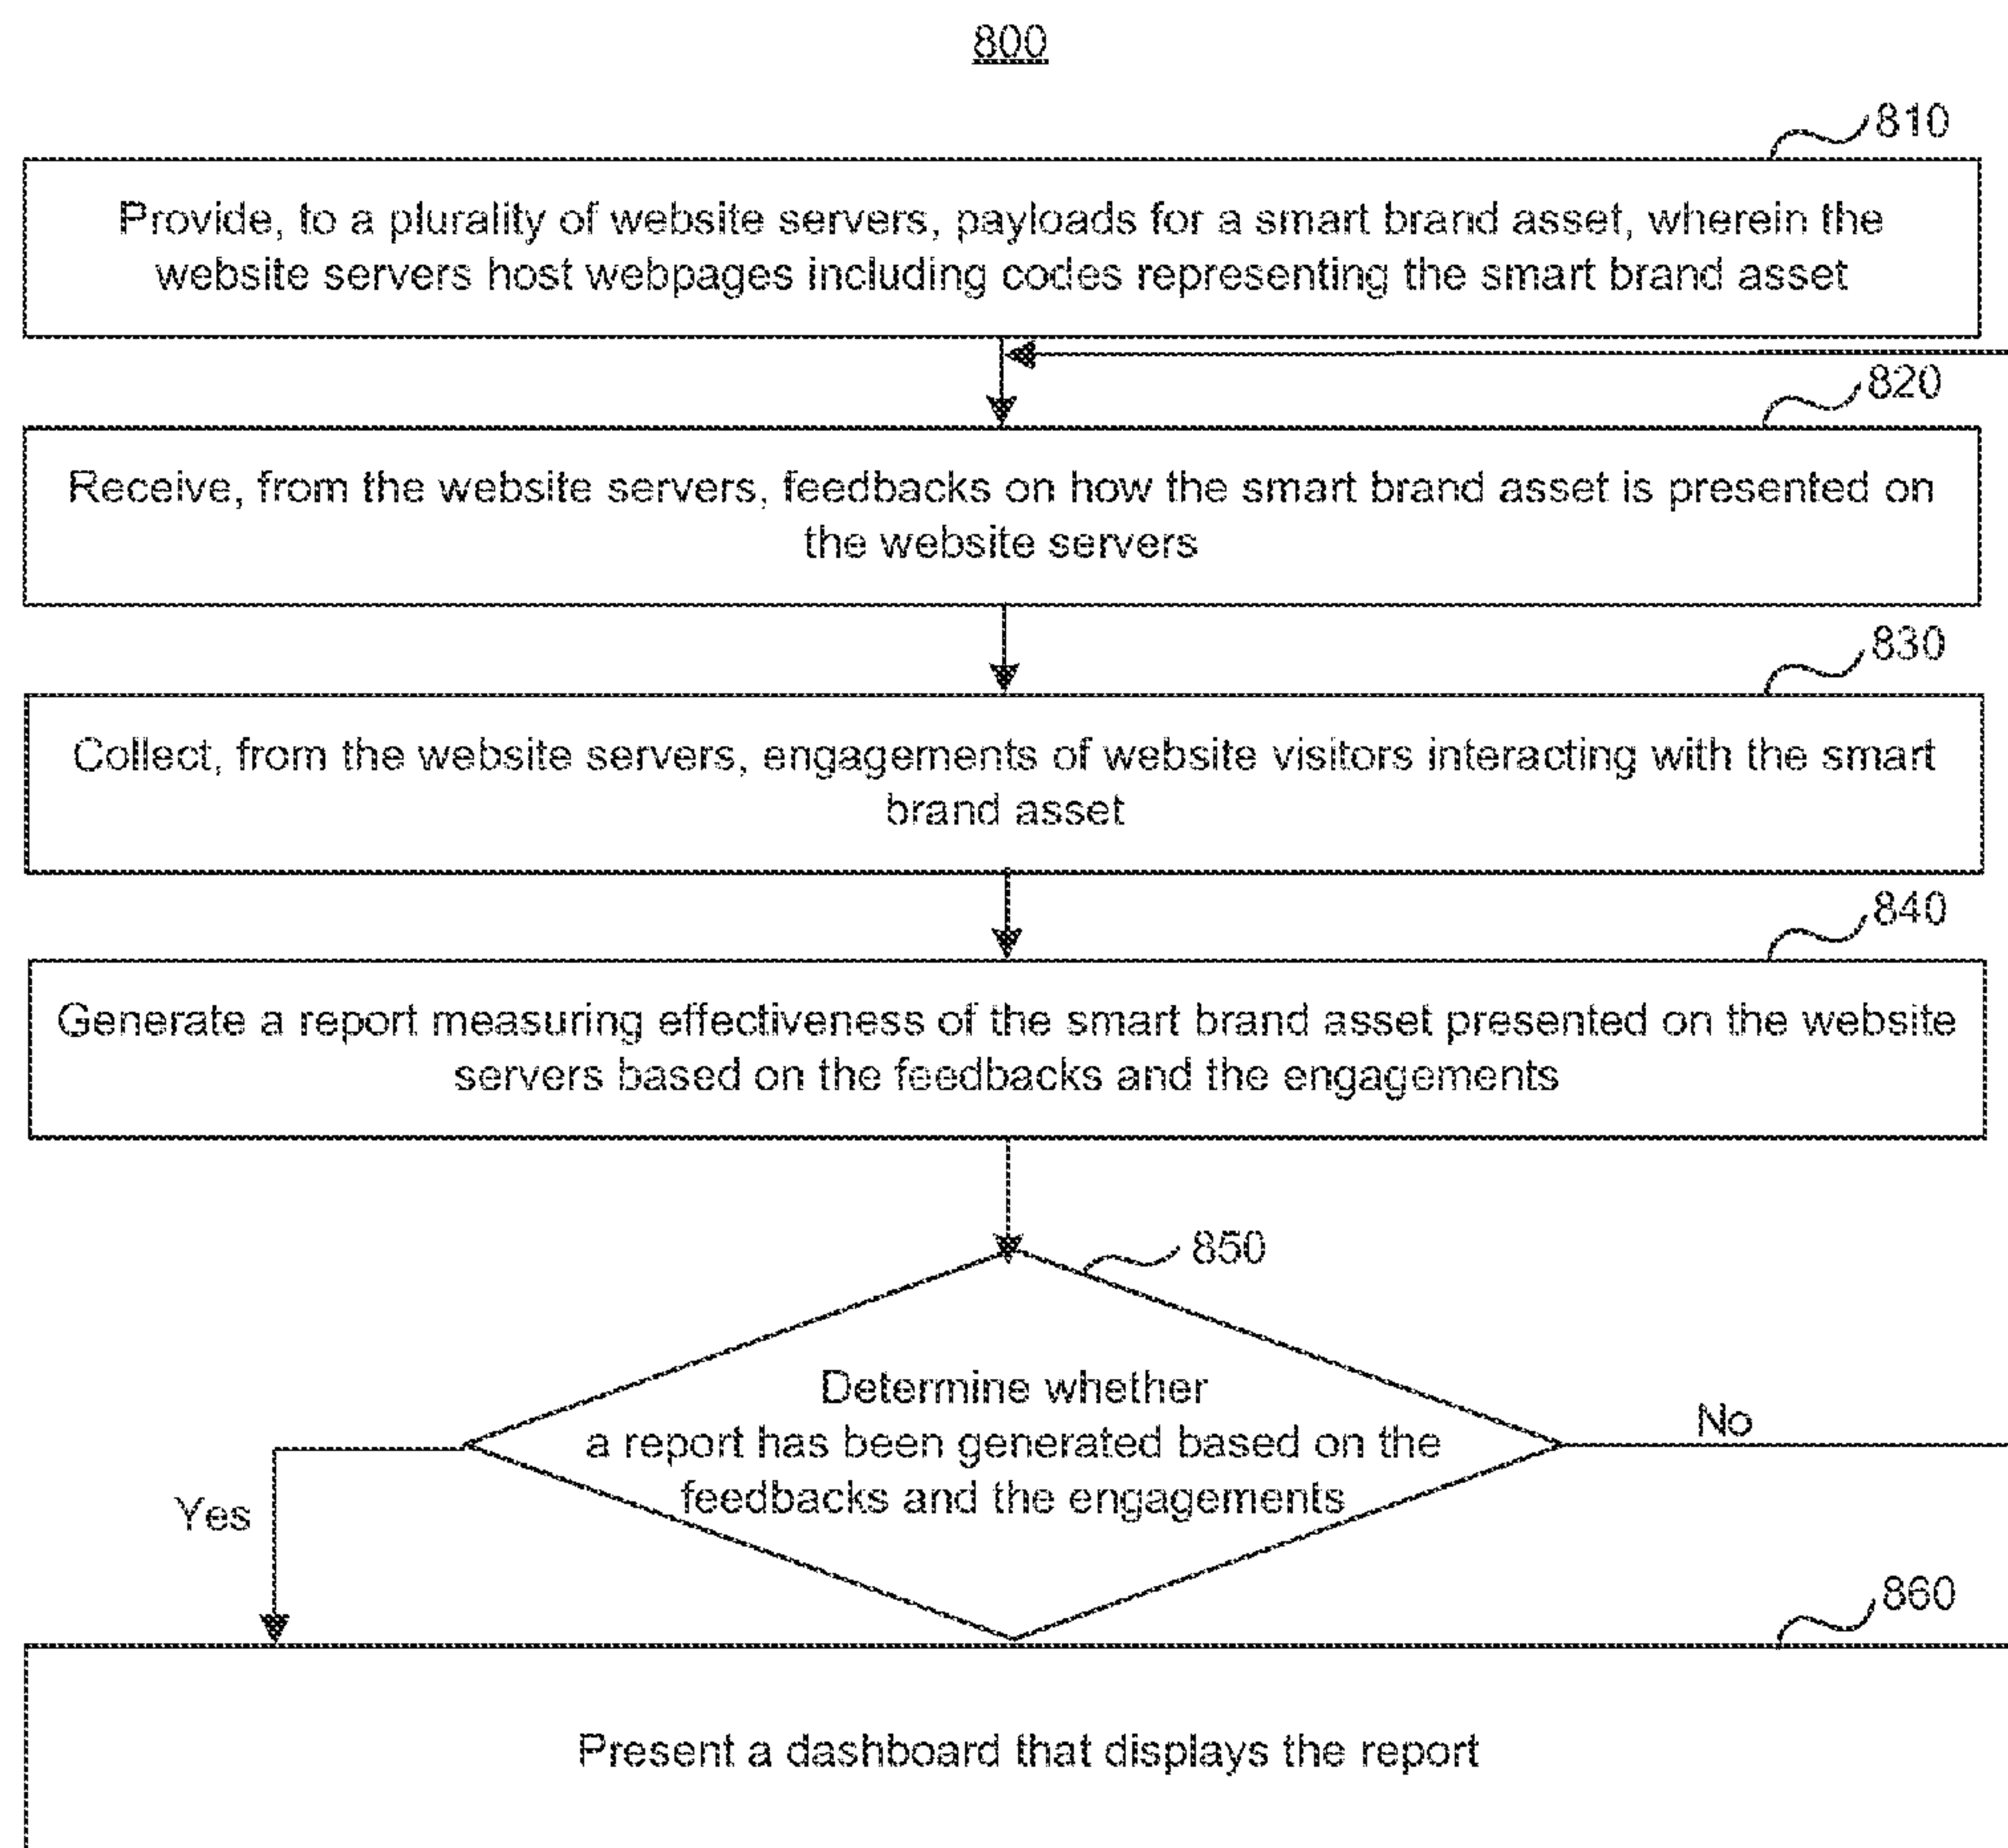 800
810
Provide, to a plurality of website servers, payloads for a smart brand asset, wherein the
website servers host webpages including codes representing the smart brand asset
820
Receive, from the website servers, feedbacks on how the smart brand asset is presented on
the website servers
830
Collect, from the website servers, engagements of website visitors interacting with the smart
brand asset
840
Generate a report measuring effectiveness of the smart brand asset presented on the website
servers based on the feedbacks and the engagements
850
Determine whether
a report has been generated based on the
feedbacks and the engagements
No
Yes
860
Present a dashboard that displays the report